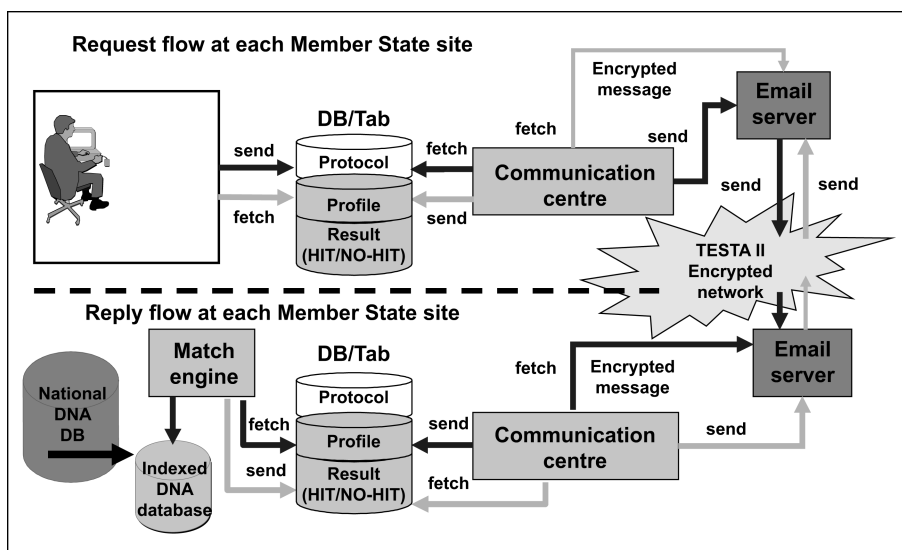 Request flow at each Member State site
Encrypted
message
Email
server
DB/Tab
fetch
send
send
fetch
Protocol
Communication
centre
Profile
fetch
send
send
send
Result
(HIT/NO-HIT)
TESTA II
Encrypted
network
Reply flow at each Member State site
Match
engine
DB/Tab
fetch
Encrypted
message
Email
server
National
DNA
DB
Protocol
fetch
send
Profile
Communication
centre
send
send
Indexed
DNA
database
Result
(HIT/NO-HIT)
fetch